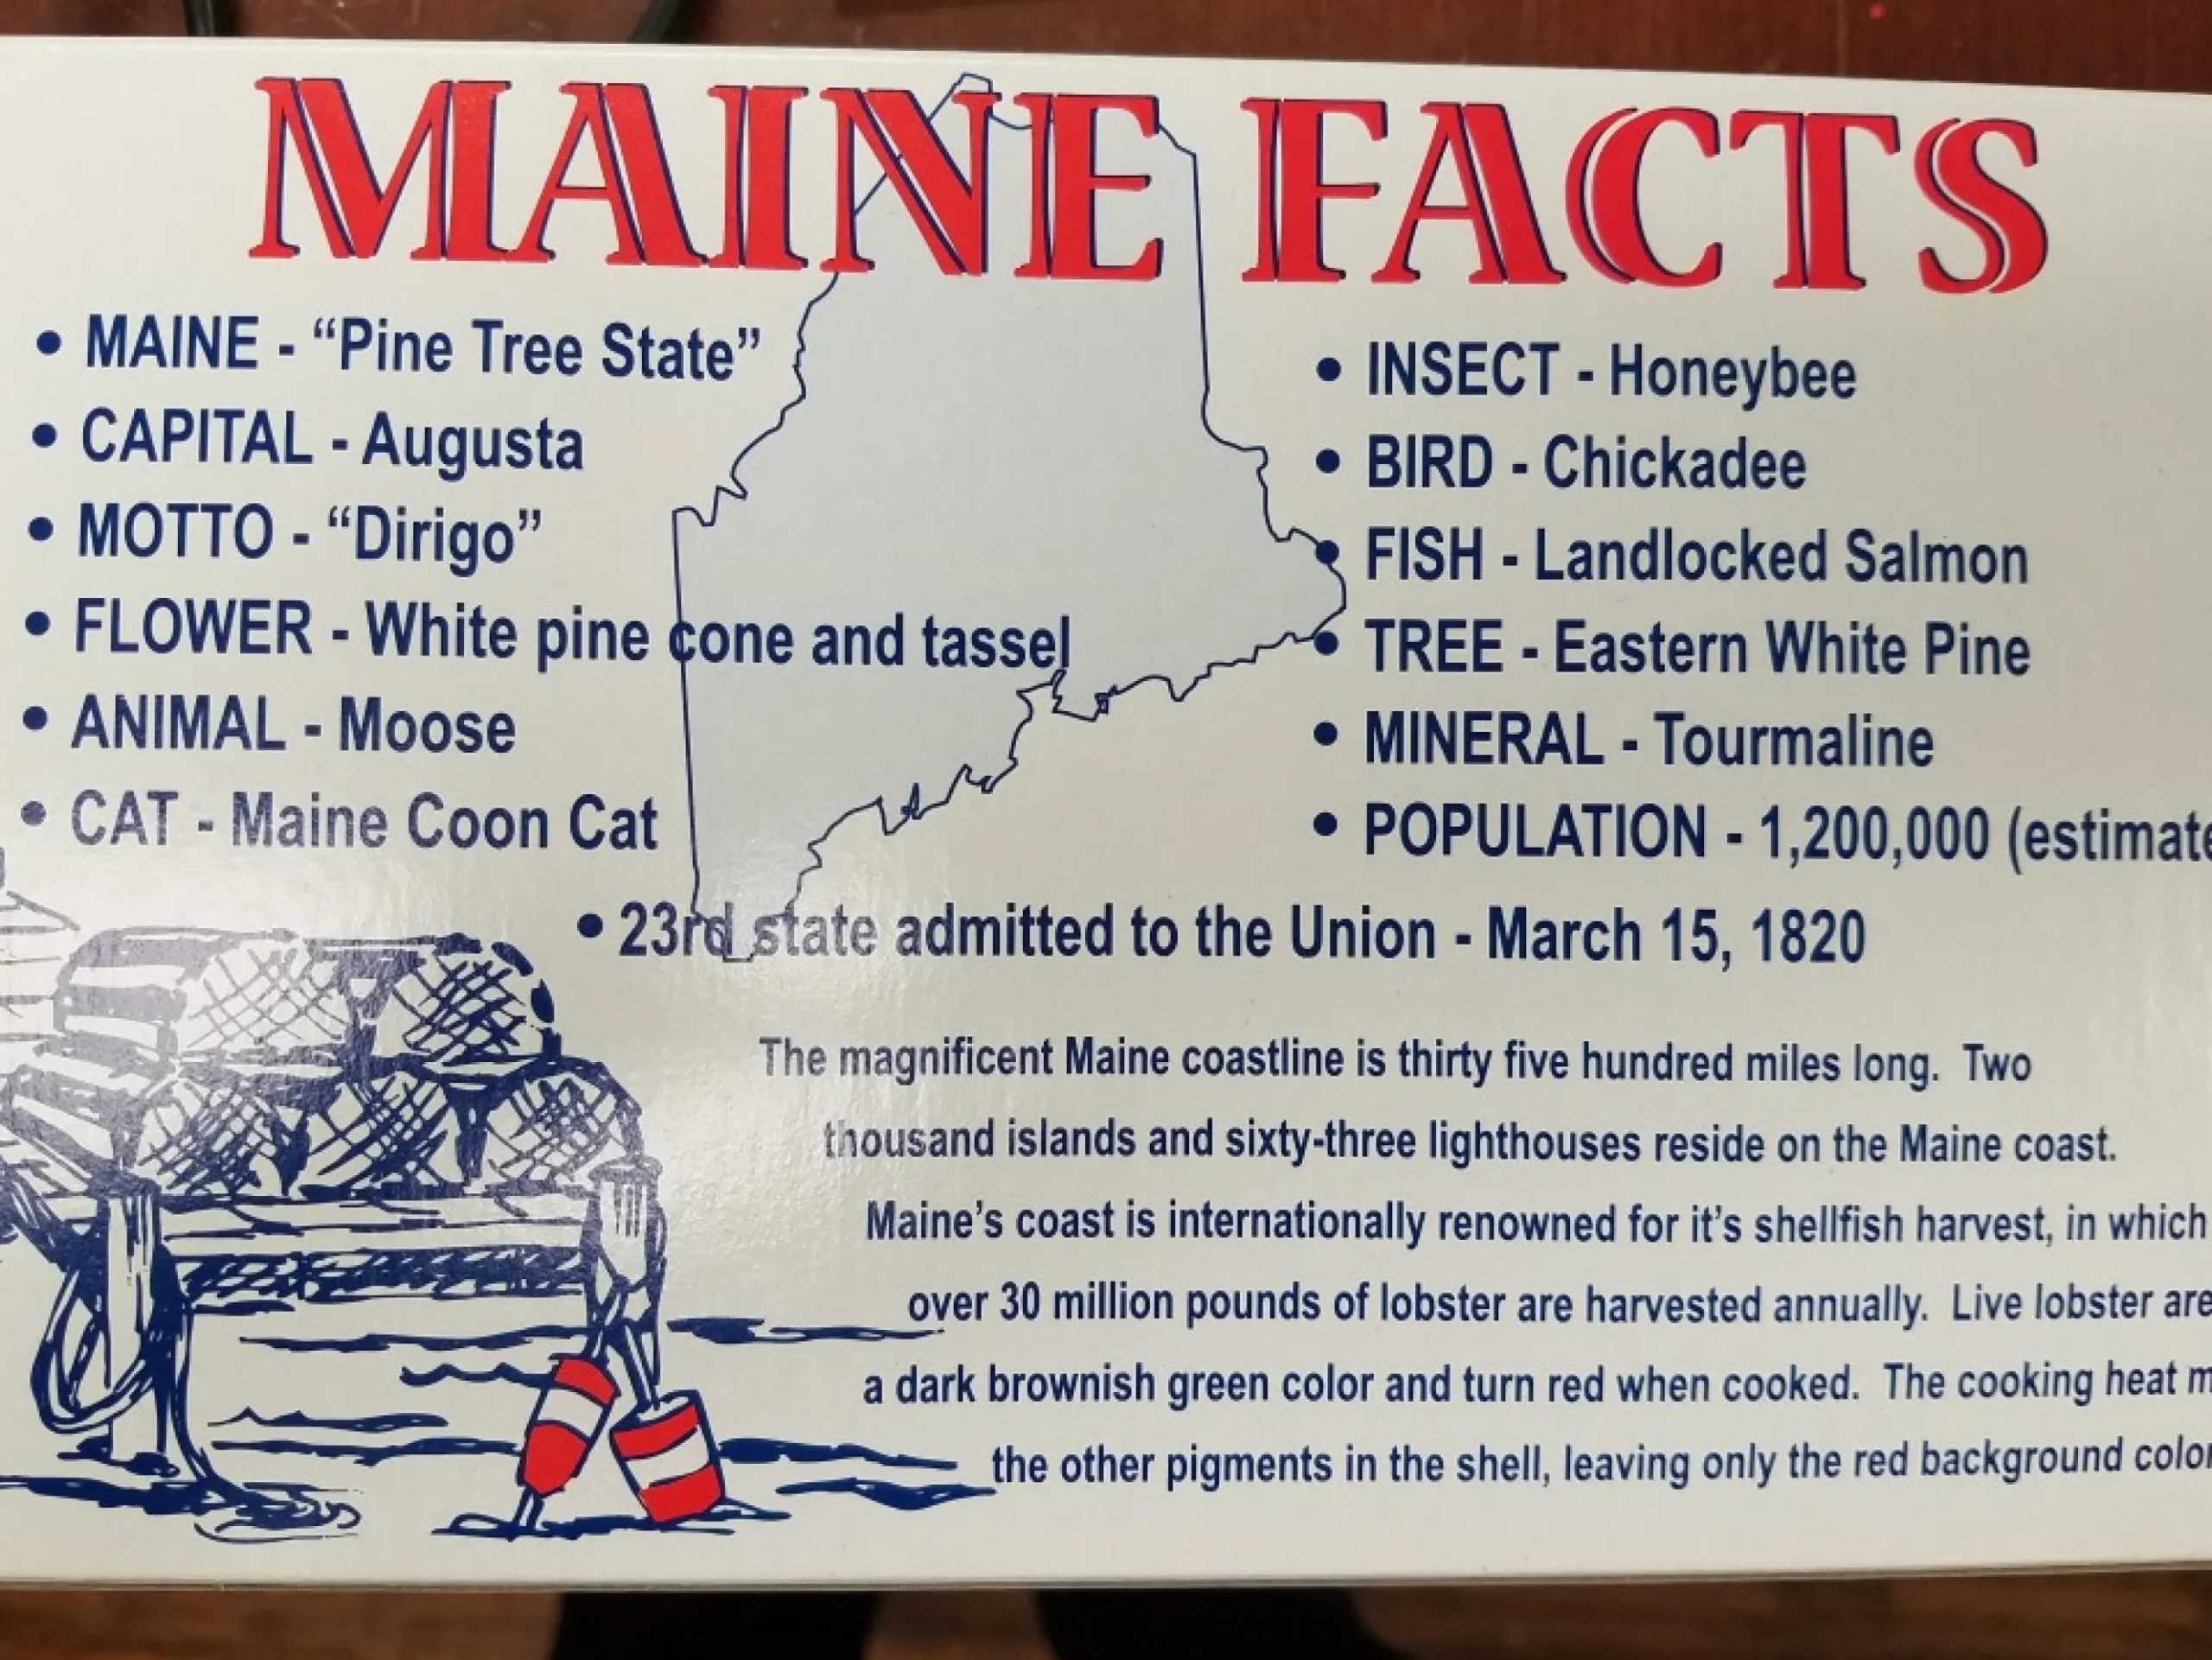 MAINE FACTS
• MAINE - “Pine Tree State”
• CAPITAL - Augusta
• MOTTO - “Dirigo”
• FLOWER - White pine cone and tassel
• ANIMAL - Moose
• CAT - Maine Coon Cat
• INSECT - Honeybee
• BIRD - Chickadee
• FISH - Landlocked Salmon
• TREE - Eastern White Pine
• MINERAL - Tourmaline
• POPULATION - 1,200,000
• 23rd state admitted to the Union - March 15, 1820
The magnificent Maine coastline is thirty five hundred miles long. Two
thousand islands and sixty-three lighthouses reside on the Maine coast.
Maine’s coast is internationally renowned for it’s shellfish harvest, in which
over 30 million pounds of lobster are harvested annually. Live lobster are
a dark brownish green color and turn red when cooked. The cooking heat
the other pigments in the shell, leaving only the red background